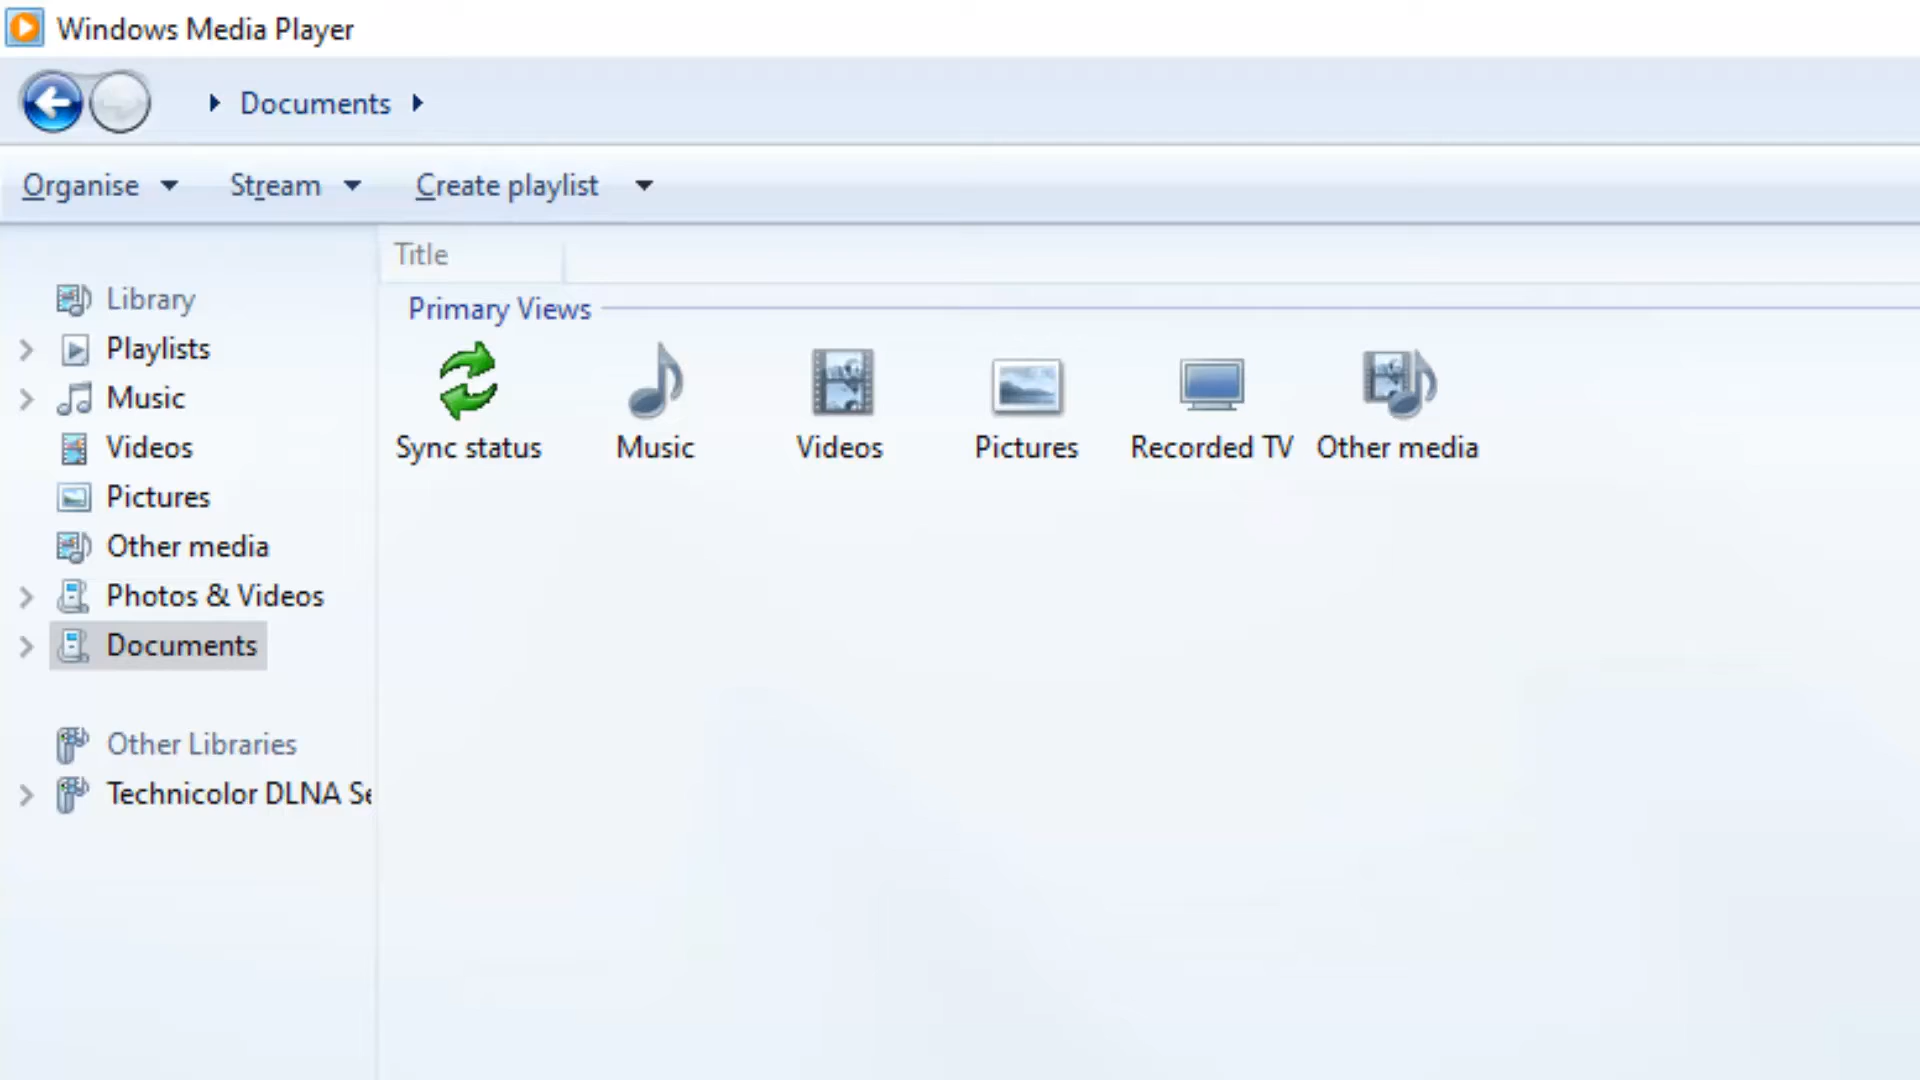 Windows Media Player
Documents
Organise Stream Create playlist
Title
Library
Playlists
Music
Videos
Pictures
Other media
Photos & Videos
Documents
Other Libraries
Technicolor DLNA Se
Primary Views
Sync status Music Videos Pictures Recorded TV Other media